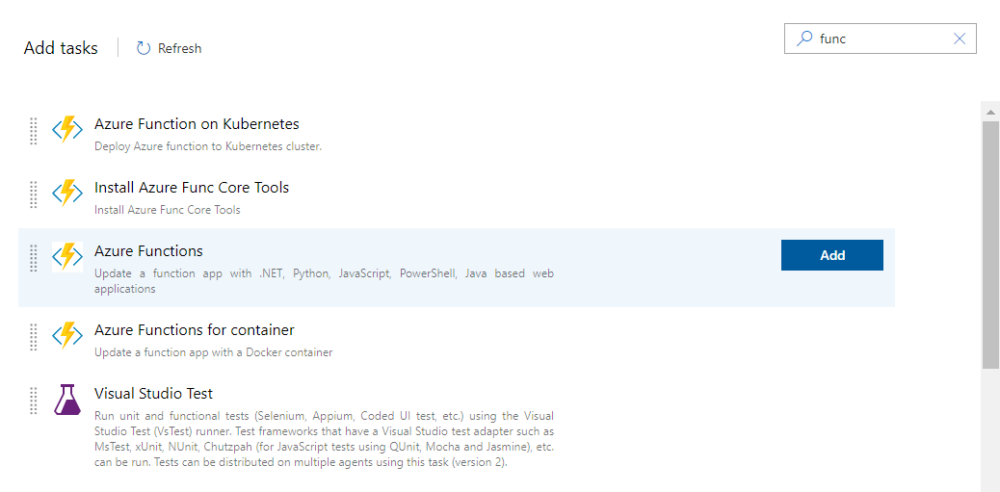 Add tasks
Refresh
func
Azure Function on Kubernetes
Deploy Azure function to Kubernetes cluster.
Install Azure Func Core Tools
Install Azure Func Core Tools
Azure Functions
Add
Update a function app with .NET, Python, JavaScript, PowerShell, Java based web
applications
Azure Functions for container
Update a function app with a Docker container
Visual Studio Test
Run unit and functional tests (Selenium, Appium, Coded UI test, etc.) using the Visual
Studio Test (VsTest) runner. Test frameworks that have a Visual Studio test adapter such as
MsTest, xUnit, NUnit, Chutzpah (for JavaScript tests using QUnit, Mocha and Jasmine), etc.
can be run. Tests can be distributed on multiple agents using this task (version 2).